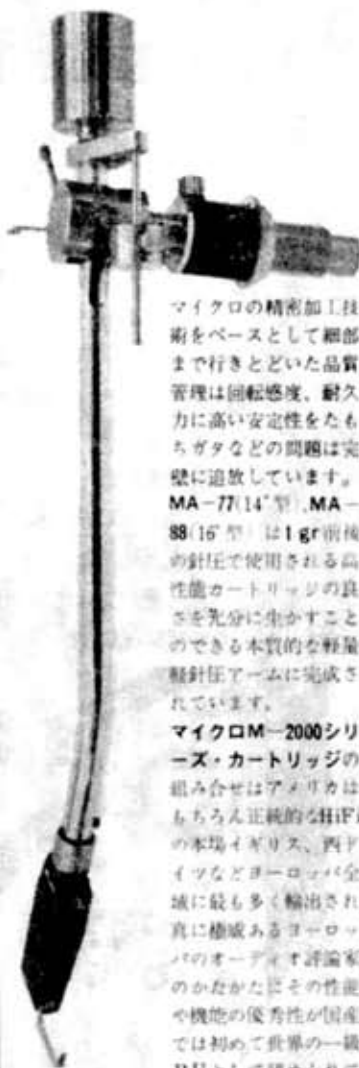 マイクロの精密加工技
術をベースとして細部
まで行きとどいた品質
管理は回転感度、耐久
力に高い安定性をたも
ちガタなどの問題は完
壁に追放しています。
MA-77(14″型)、MA-
88(16″型)は1gr前後
の針圧で使用される高
性能カートリッジの良
さを充分に生かすこと
のできる本質的な軽量
軽針圧アームに完成さ
れています。
マイクロM-2000シリ
ーズ・カートリッジの
組み合せはアメリカは
もちろん正統的なHiFi
の本場イギリス、西ド
イツなどヨーロッパ全
域に最も多く輸出され
真に権威あるヨーロッ
パのオーディオ評論家
のかたがたにその性能
や機能の優秀性が国産
では初めて世界の一級